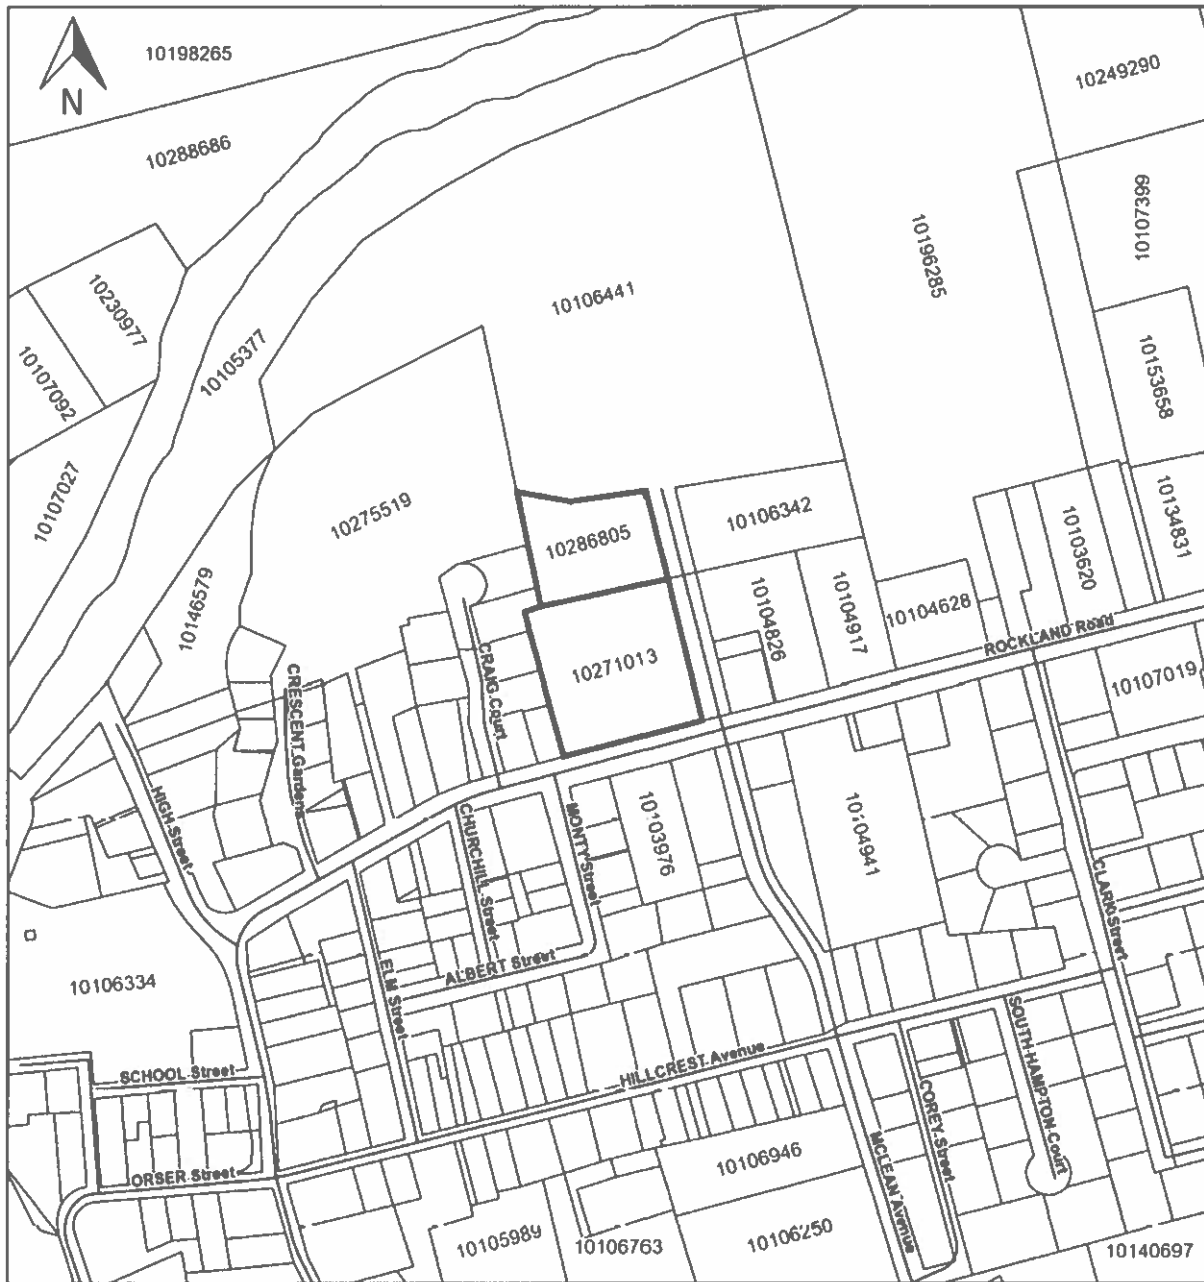 10198265
N
10288686
10249290
10107399
10196285
10230977
10106441
10107092
10105377
10153658
10107027
10275519
10106342
10134831
10286805
10103620
10146579
10104826
10104917
10104628
ROCKLAND Road
10271013
CRAIG Court
CRESCENT Gardens
10107019
HIGH Street
CHURCHILL Street
MONTY Street
10103976
10104941
CLARK Street
10106334
ELM Street
ALBERT Street
SCHOOL Street
HILLCREST Avenue
SOUTH HAMPTON Court
COREY Street
MCLEAN Avenue
ORSER Street
10106946
10105989
10106763
10106250
10140697